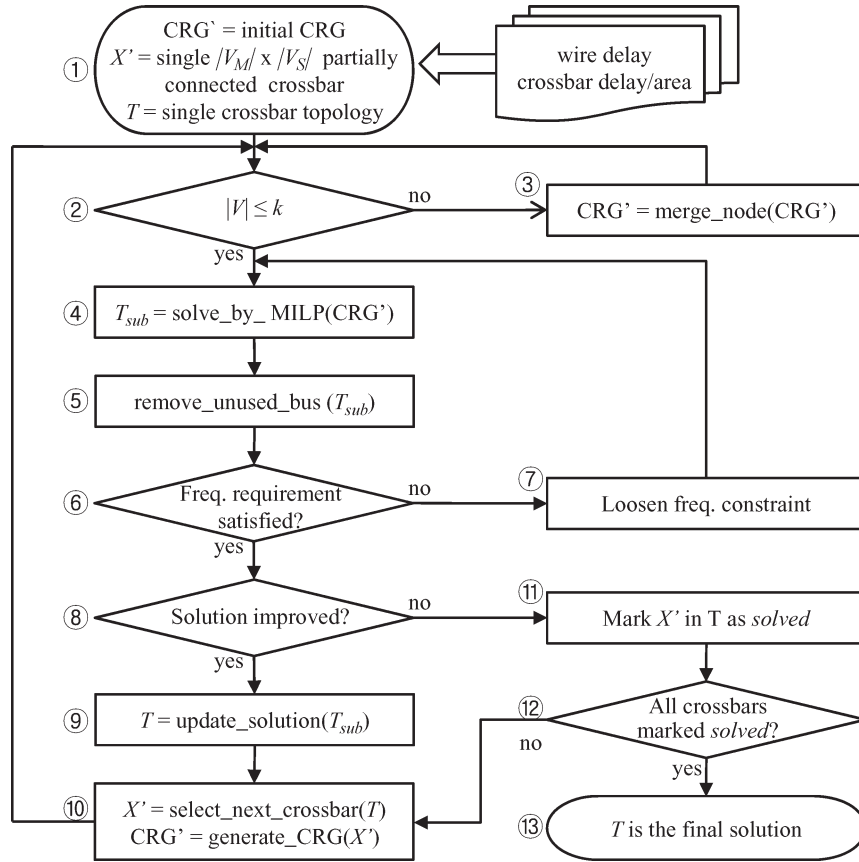 CRG` = initial CRG
X' = single |V_M| x |V_S| partially
connected crossbar
T = single crossbar topology
①
wire delay
crossbar delay/area
②
|V| ≤ k
no
yes
③
CRG’ = merge_node(CRG’)
④
T_sub = solve_by_ MILP(CRG’)
⑤
remove_unused_bus (T_sub)
⑥
Freq. requirement
satisfied?
no
yes
⑦
Loosen freq. constraint
⑧
Solution improved?
no
yes
⑪
Mark X’ in T as solved
⑨
T = update_solution(T_sub)
⑫
All crossbars
marked solved?
no
yes
⑩
X’ = select_next_crossbar(T)
CRG’ = generate_CRG(X’)
⑬
T is the final solution